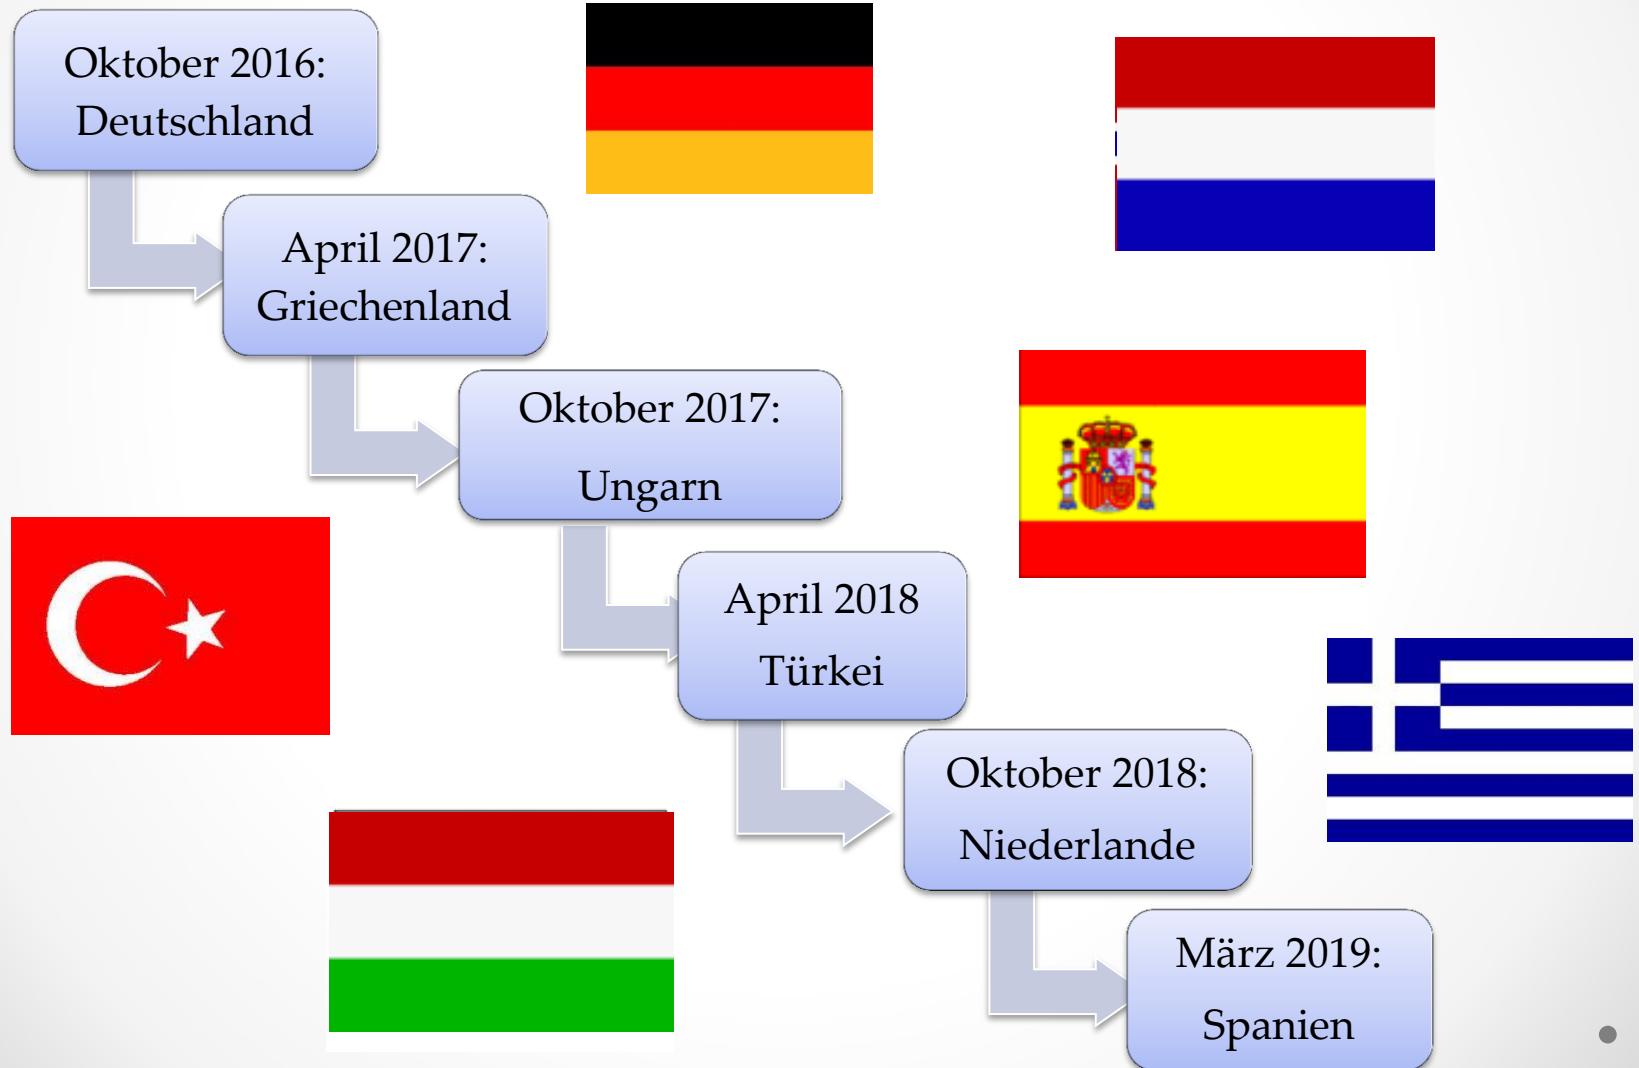 Oktober 2016:
Deutschland
April 2017:
Griechenland
Oktober 2017:
Ungarn
April 2018
Türkei
Oktober 2018:
Niederlande
März 2019:
Spanien